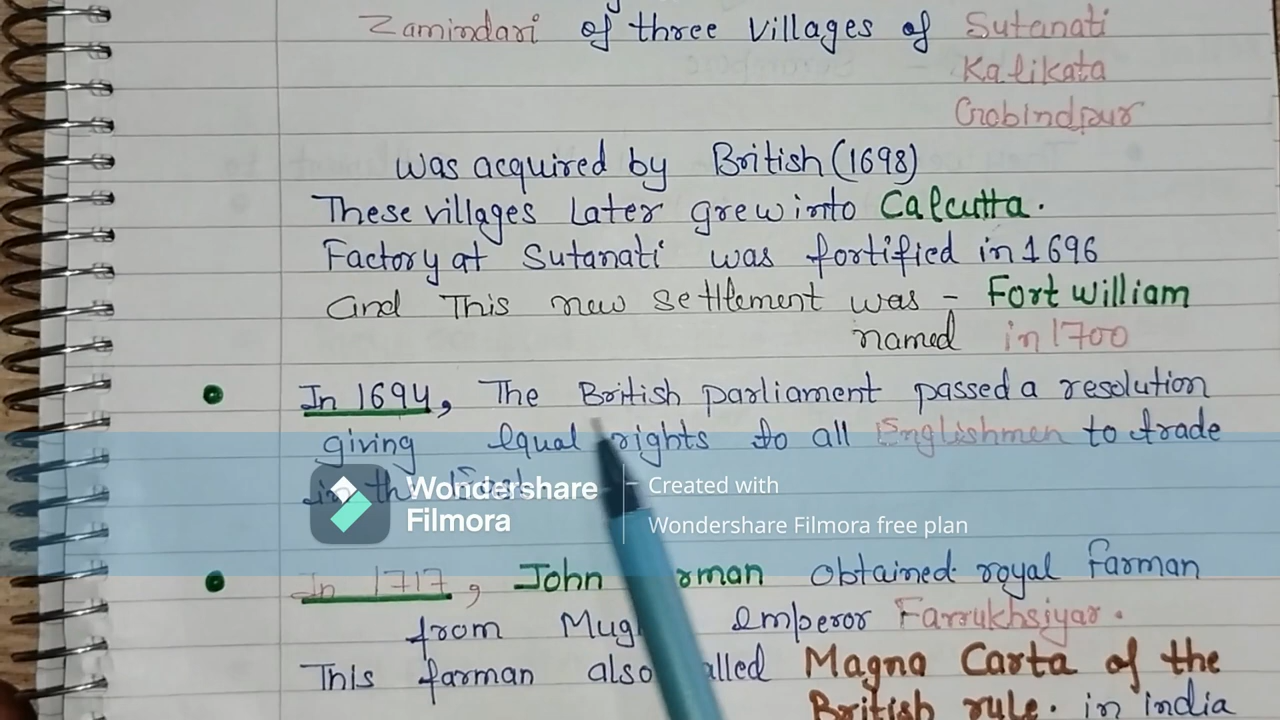 Zamindari of three villages of Sutanati
Kalikata
Gobindpur
was acquired by British (1698)
These villages Later grew into Calcutta.
Factory at Sutanati was fortified in 1696
and This new settlement was - Fort william
named in 1700
In 1694, The British parliament passed a resolution
giving equal rights to all Englishmen to trade
in
Wondershare
Filmora
Created with
Wondershare Filmora free plan
In 1717, John obtained royal Farman
from emperor Farrukhsiyar.
This farman also Magna Carta of the
British rule. in india